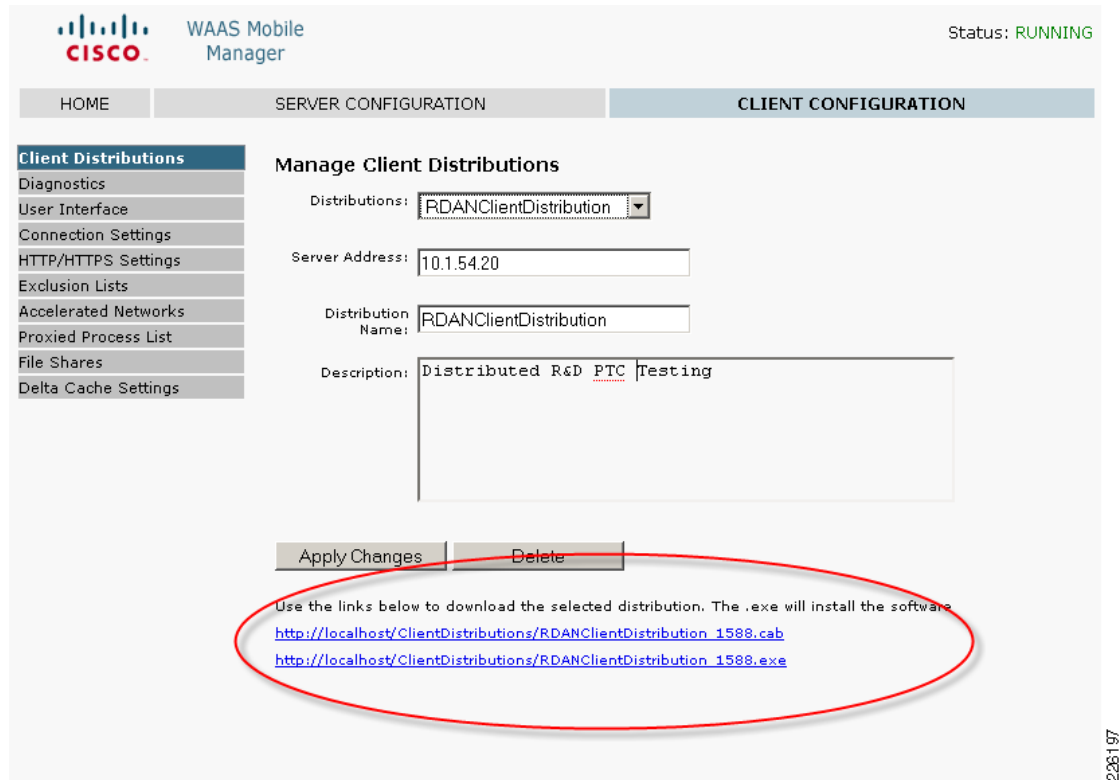 CISCO.
WAAS Mobile
Manager
Status: RUNNING
HOME
SERVER CONFIGURATION
CLIENT CONFIGURATION
Client Distributions
Diagnostics
User Interface
Connection Settings
HTTP/HTTPS Settings
Exclusion Lists
Accelerated Networks
Proxied Process List
File Shares
Delta Cache Settings
Manage Client Distributions
Distributions: RDANClientDistribution
Server Address: 10.1.54.20
Distribution
Name: RDANClientDistribution
Description: Distributed R&D PTC Testing
Apply Changes
Delete
Use the links below to download the selected distribution. The .exe will install the software
http://localhost/ClientDistributions/RDANClientDistribution_1588.cab
http://localhost/ClientDistributions/RDANClientDistribution_1588.exe
226197